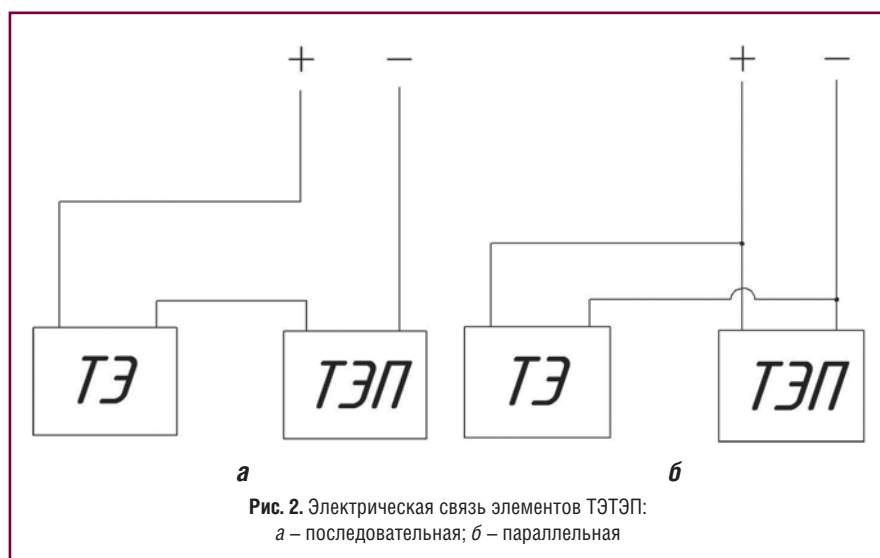 + − + −
ТЭ ТЭП ТЭ ТЭП
а б
Рис. 2. Электрическая связь элементов ТЭТЭП:
а – последовательная; б – параллельная